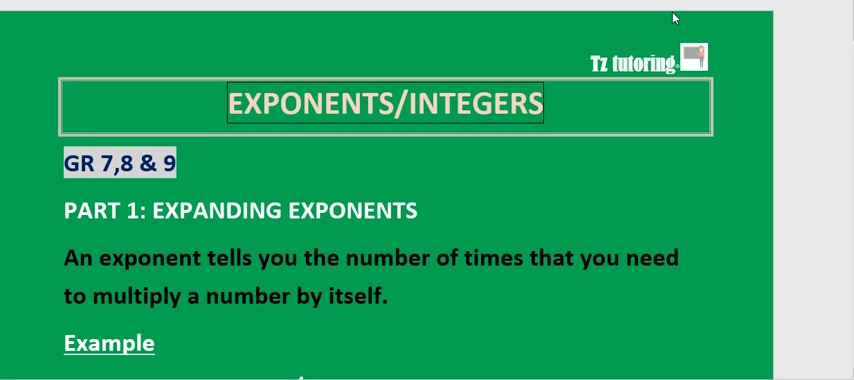 Tz tutoring
EXPONENTS/INTEGERS
GR 7,8 & 9
PART 1: EXPANDING EXPONENTS
An exponent tells you the number of times that you need
to multiply a number by itself.
Example